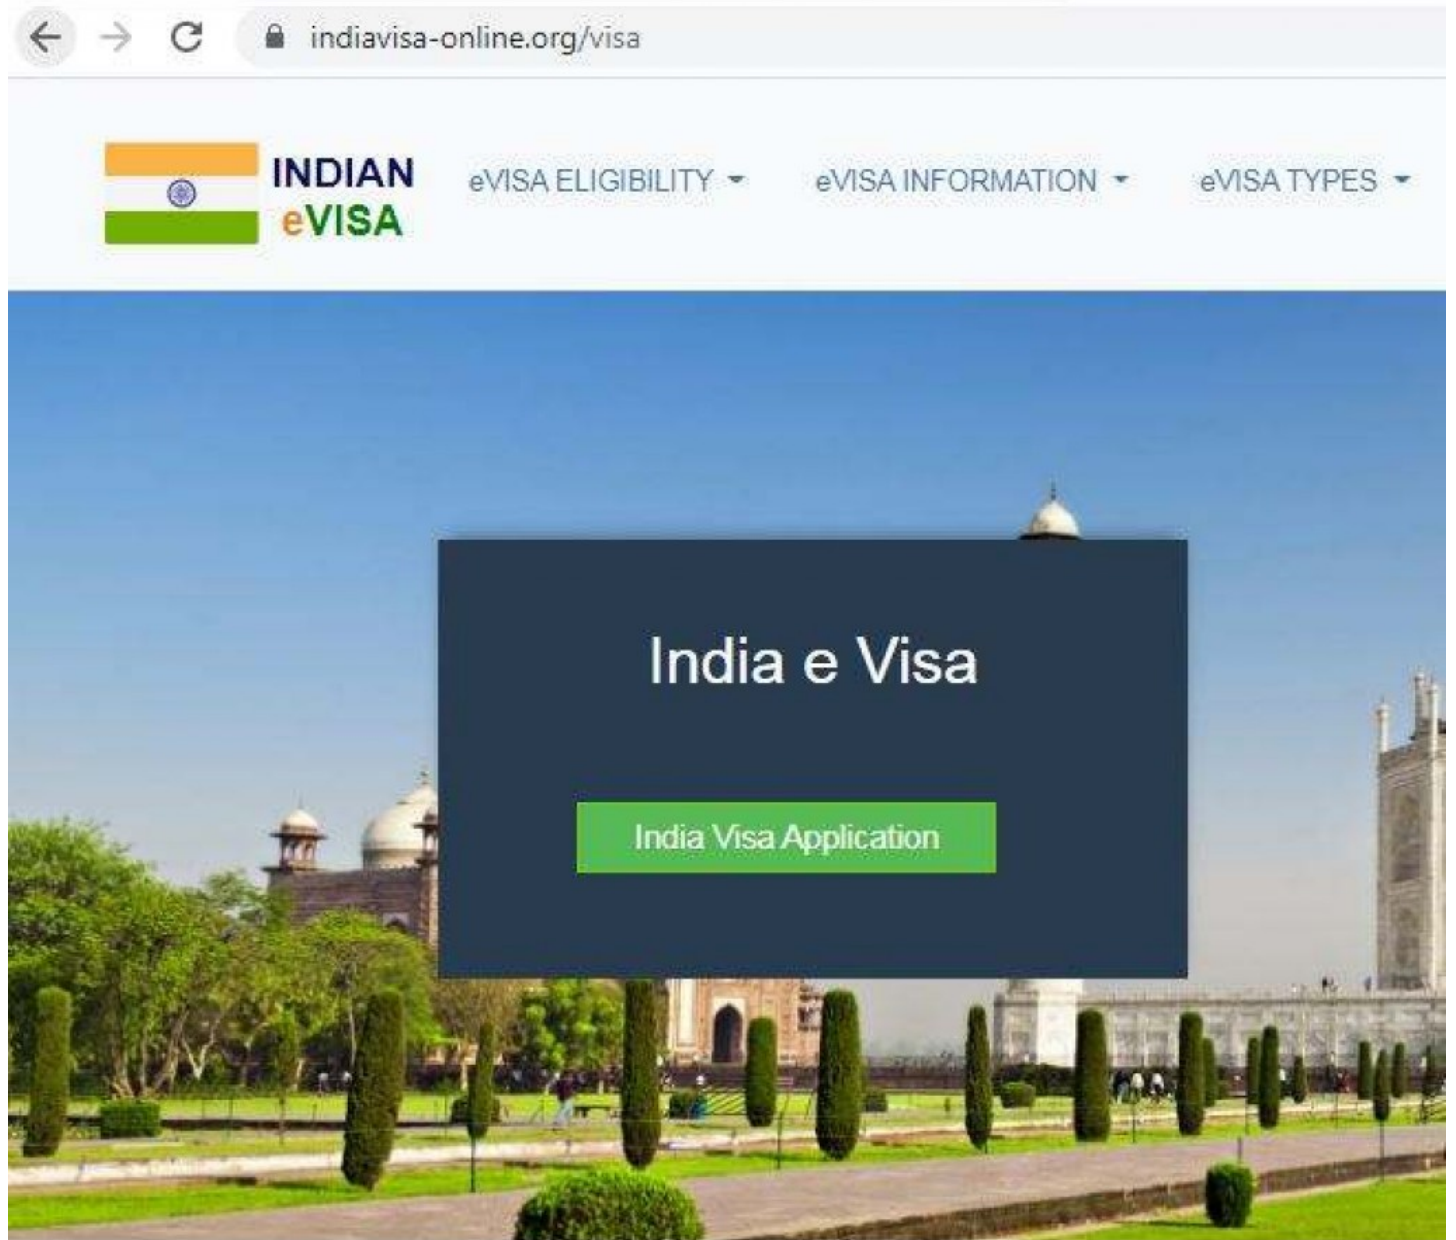 indiavisa-online.org/visa
INDIAN
eVISA
eVISA ELIGIBILITY
eVISA INFORMATION
eVISA TYPES
India e Visa
India Visa Application